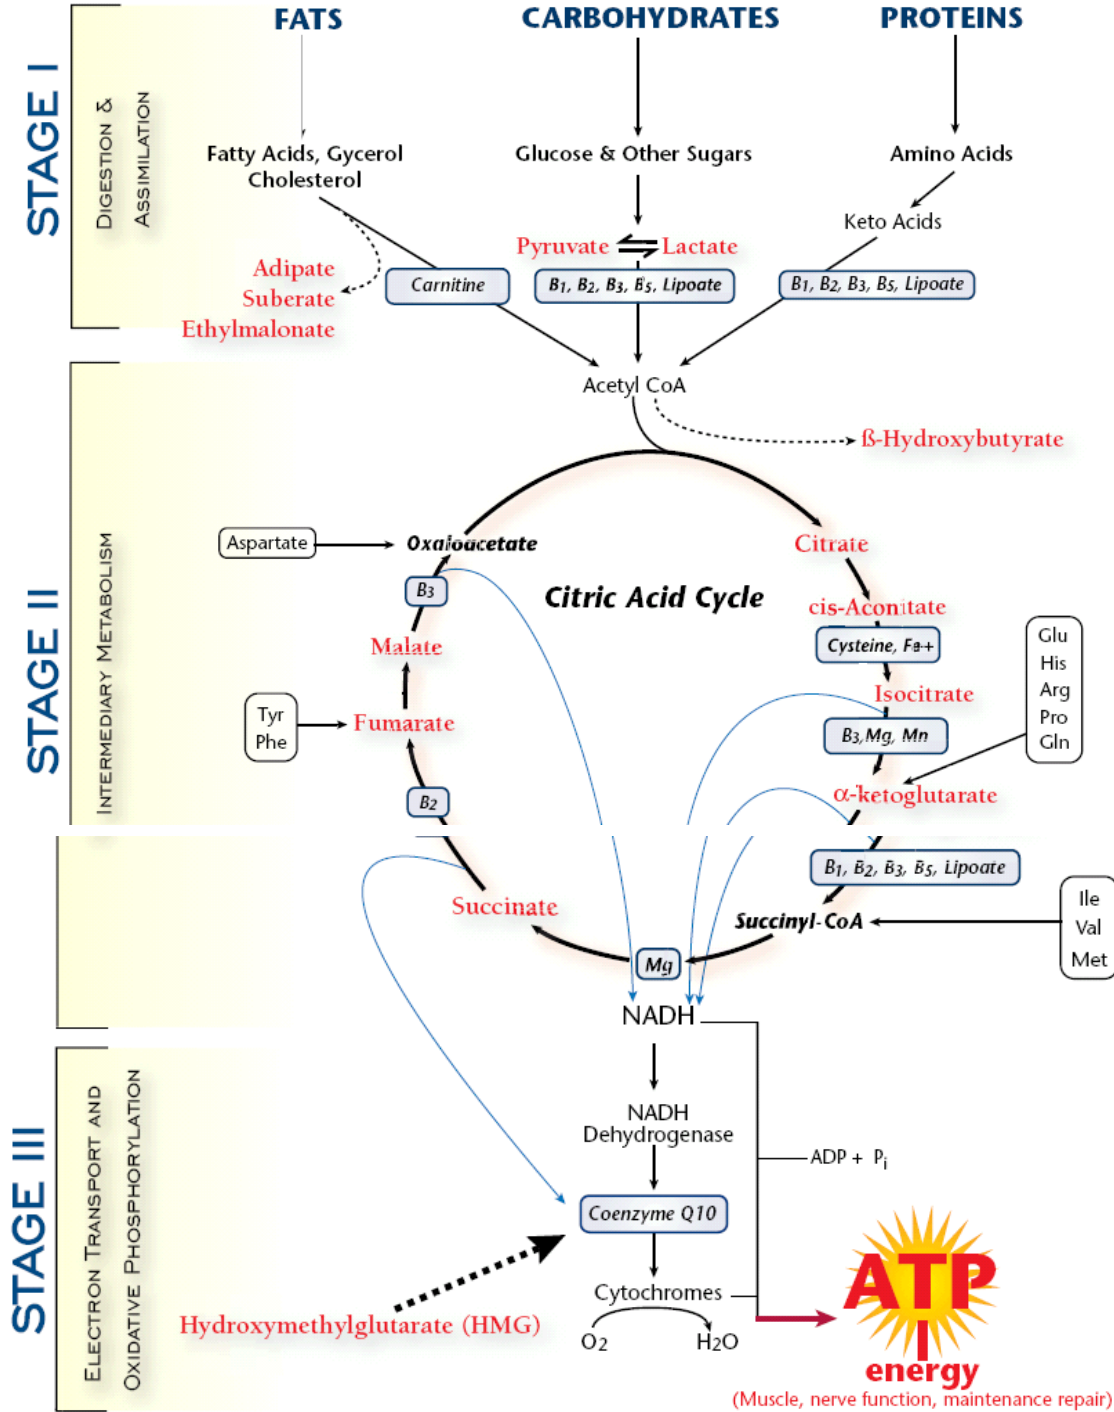 STAGE I
DIGESTION &
ASSIMILATION
FATS
CARBOHYDRATES
PROTEINS
Fatty Acids, Gycerol
Cholesterol
Glucose & Other Sugars
Amino Acids
Keto Acids
Pyruvate
Lactate
Adipate
Suberate
Ethylmalonate
Carnitine
B1, B2, B3, B5, Lipoate
B1, B2, B3, B5, Lipoate
Acetyl CoA
ß-Hydroxybutyrate
STAGE II
INTERMEDIARY METABOLISM
Aspartate
Oxaloacetate
Citrate
Citric Acid Cycle
B3
cis-Aconitate
Cysteine, Fe++
Malate
Isocitrate
Glu
His
Arg
Pro
Gln
Tyr
Phe
Fumarate
B3, Mg, Mn
α-ketoglutarate
B2
B1, B2, B3, B5, Lipoate
Succinate
Succinyl-CoA
Ile
Val
Met
Mg
NADH
STAGE III
ELECTRON TRANSPORT AND
OXIDATIVE PHOSPHORYLATION
NADH
Dehydrogenase
ADP + Pi
Coenzyme Q10
Hydroxymethylglutarate (HMG)
Cytochromes
O2
H2O
ATP
energy
(Muscle, nerve function, maintenance repair)